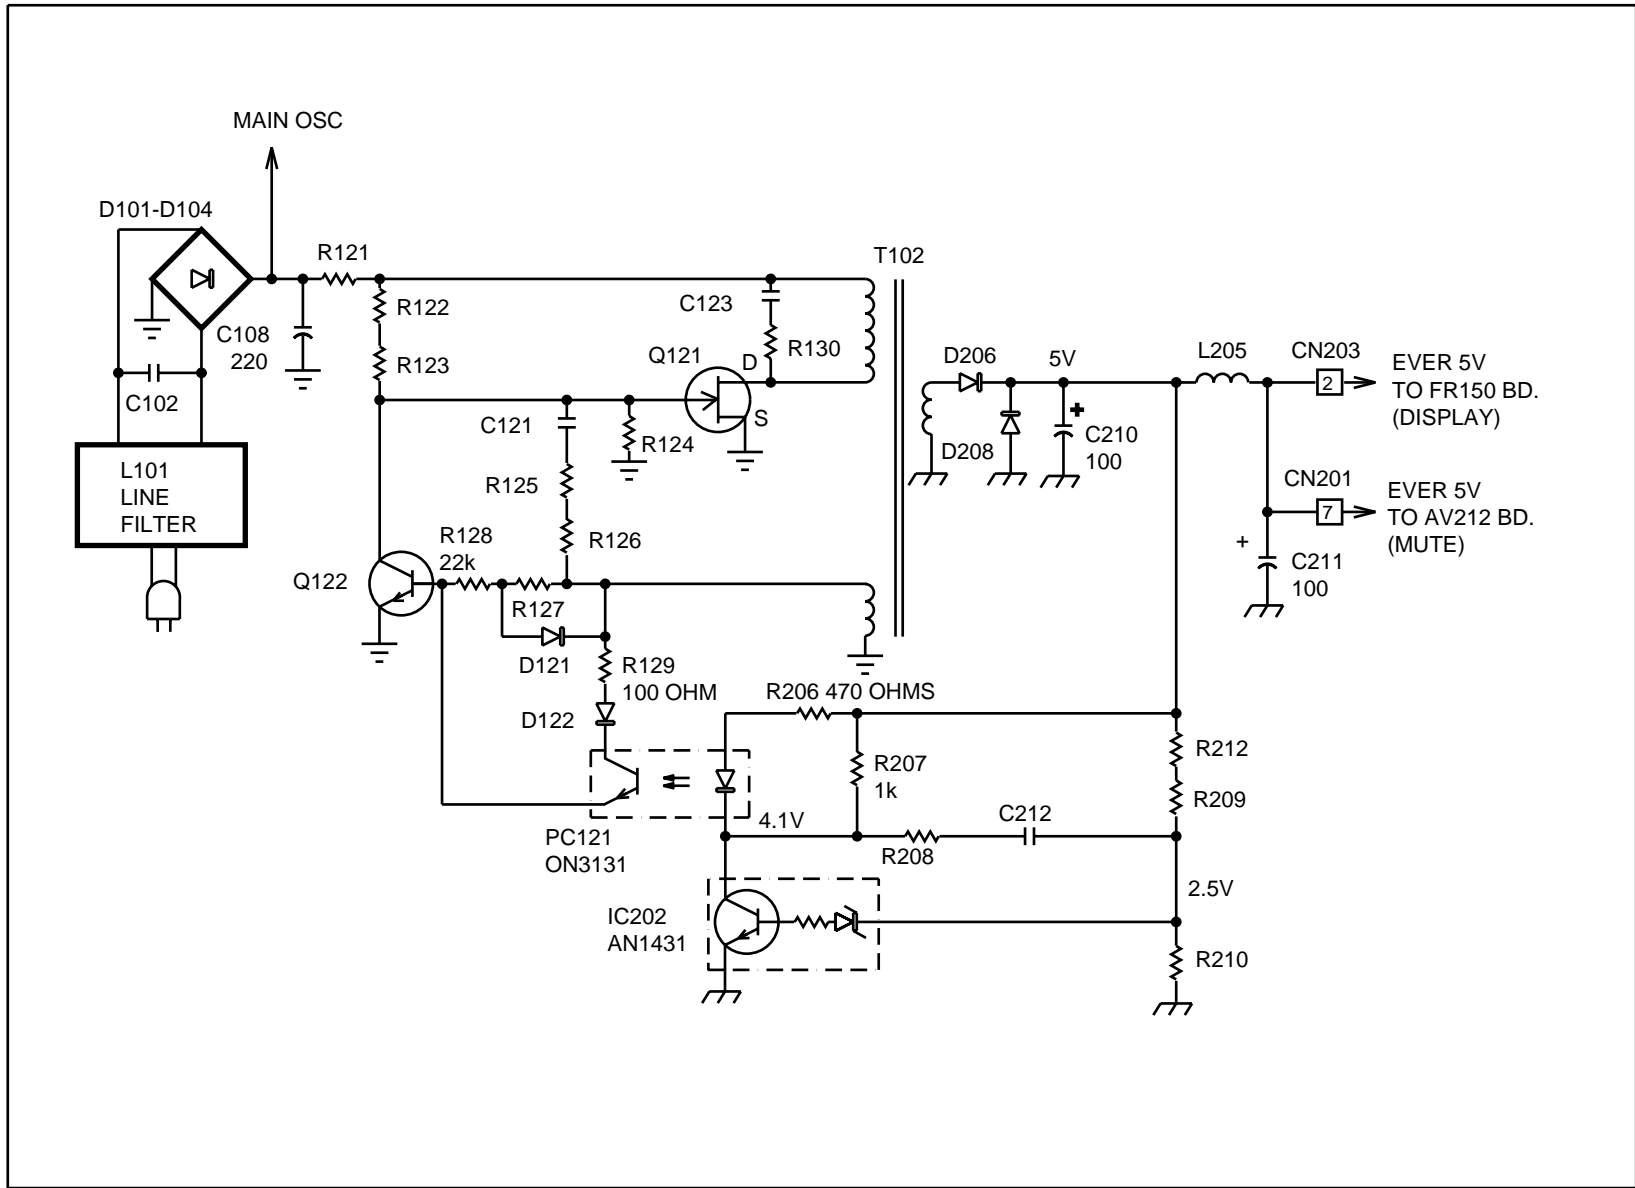 MAIN OSC
D101-D104
R121
T102
R122
C123
C108
220
R123
Q121
D
R130
D206
5V
L205
CN203
EVER 5V
2
TO FR150 BD.
(DISPLAY)
C102
C121
R124
S
D208
C210
100
L101
LINE
FILTER
R125
CN201
EVER 5V
7
TO AV212 BD.
(MUTE)
R128
22k
R126
+
C211
100
Q122
R127
D121
R129
100 OHM
R206 470 OHMS
D122
R207
1k
R212
R209
4.1V
C212
PC121
ON3131
R208
2.5V
IC202
AN1431
R210